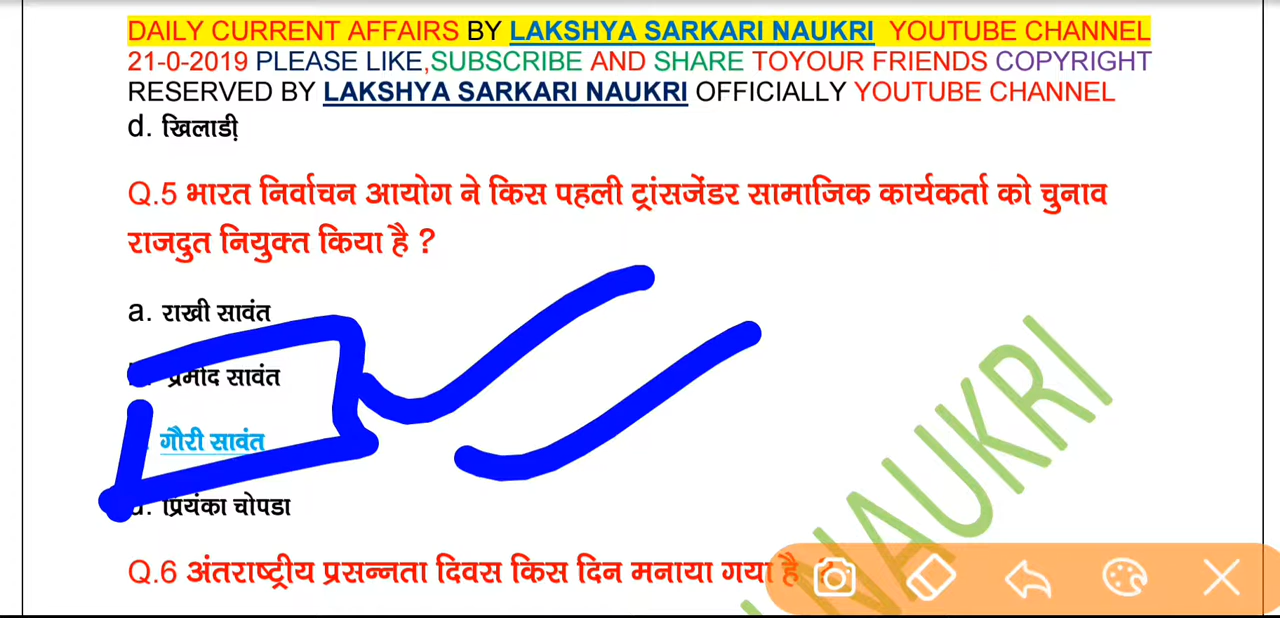 DAILY CURRENT AFFAIRS BY LAKSHYA SARKARI NAUKRI YOUTUBE CHANNEL
21-0-2019 PLEASE LIKE,SUBSCRIBE AND SHARE TOYOUR FRIENDS COPYRIGHT
RESERVED BY LAKSHYA SARKARI NAUKRI OFFICIALLY YOUTUBE CHANNEL
d. खिलाडी़
Q.5 भारत निर्वाचन आयोग ने किस पहली ट्रांसजेंडर सामाजिक कार्यकर्ता को चुनाव
राजदुत नियुक्त किया है ?
a. राखी सावंत
प्रमोद सावंत
गौरी सावंत
d. प्रियंका चोपडा
Q.6 अंतराष्ट्रीय प्रसन्नता दिवस किस दिन मनाया गया है ?
NAUKRI